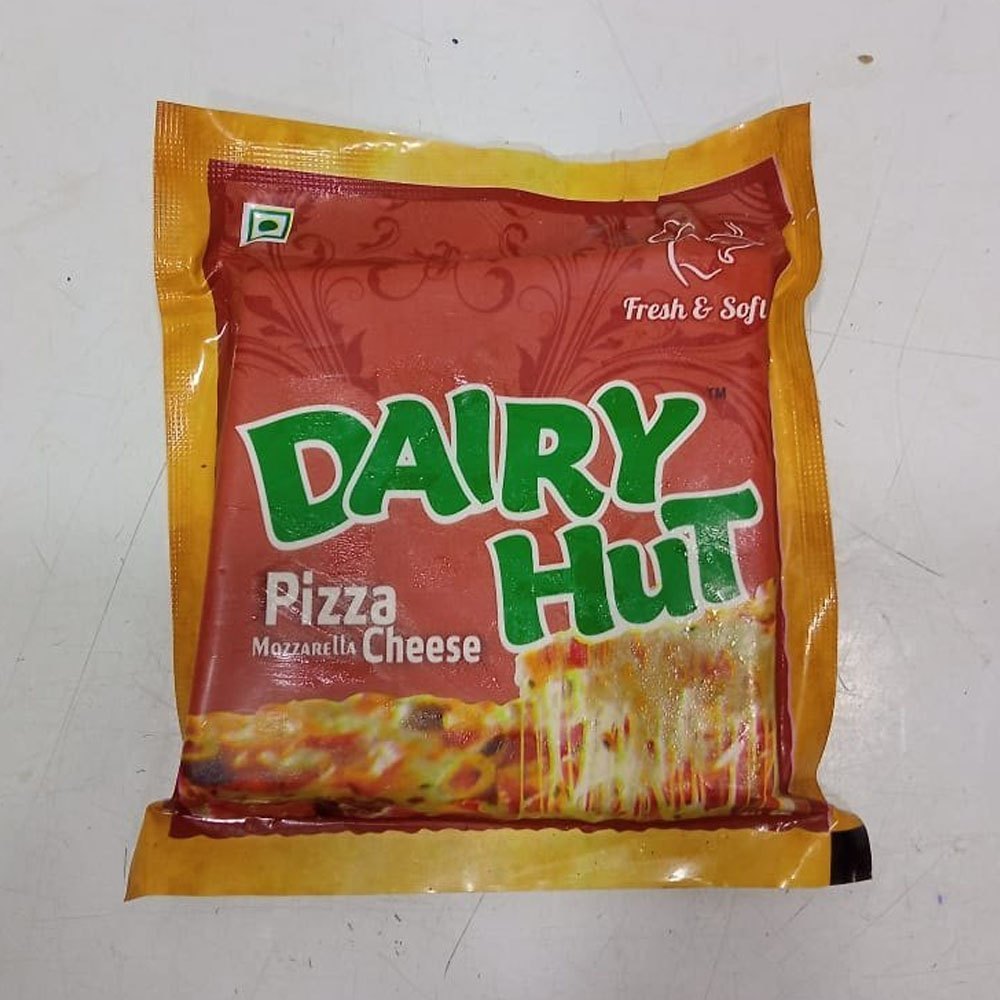 Fresh & Soft
DAIRY™
HUT
Pizza
Mozzarella Cheese